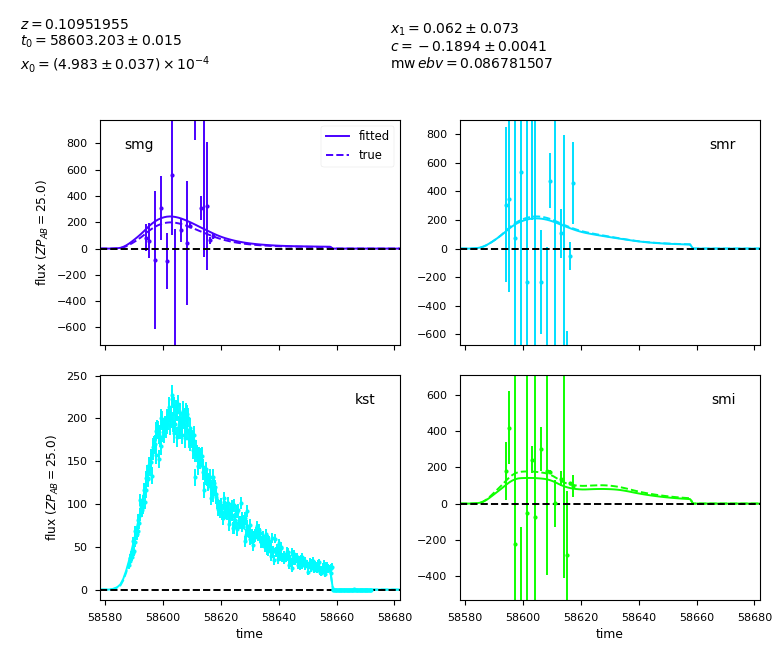 z = 0.10951955
t₀ = 58603.203 ± 0.015
x₀ = (4.983 ± 0.037) × 10⁻⁴
x₁ = 0.062 ± 0.073
c = −0.1894 ± 0.0041
mw ebv = 0.086781507
smg
fitted
true
flux (ZP_AB = 25.0)
800
600
400
200
0
−200
−400
−600
smr
800
600
400
200
0
−200
−400
−600
kst
flux (ZP_AB = 25.0)
250
200
150
100
50
0
58580 58600 58620 58640 58660 58680
time
smi
600
400
200
0
−200
−400
58580 58600 58620 58640 58660 58680
time